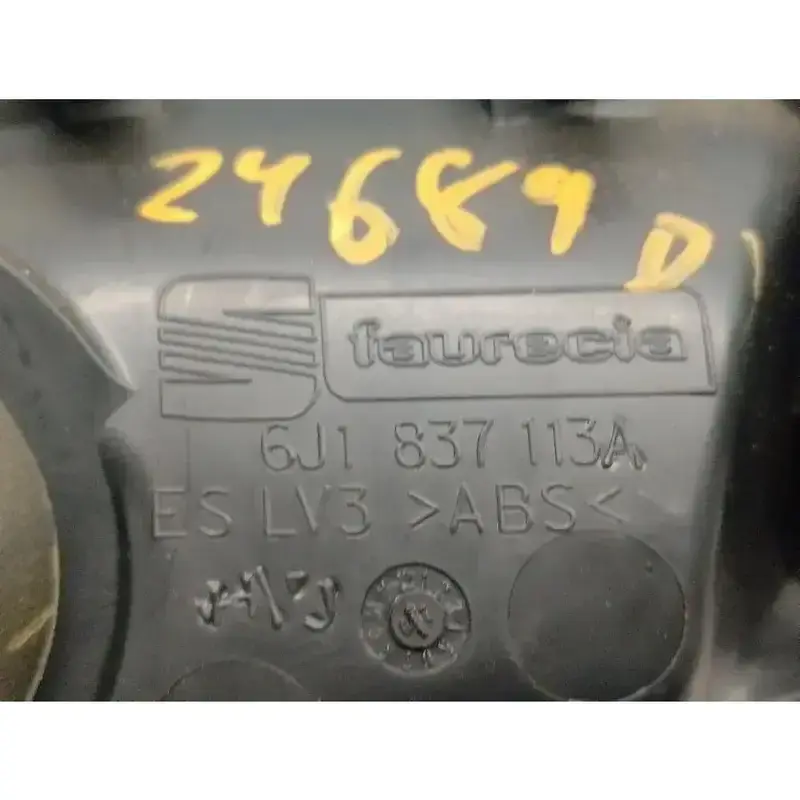 24689
D
faurecia
6J1 837 113A
ES LV3 >ABS<